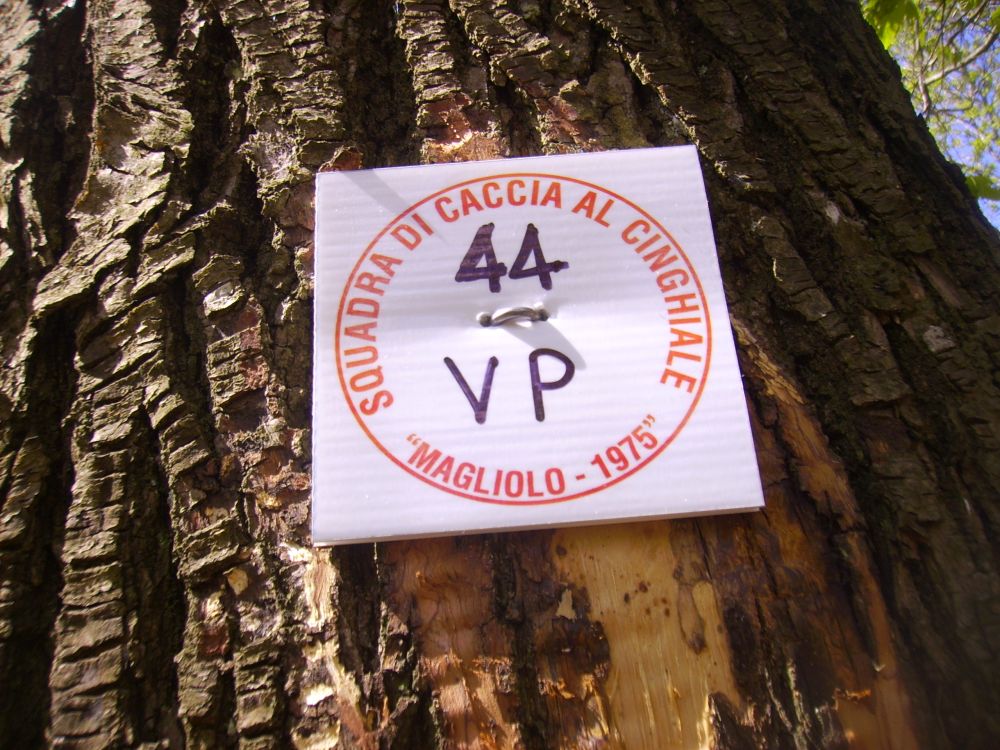 SQUADRA DI CACCIA AL CINGHIALE
44
VP
"MAGLIOLO - 1975"